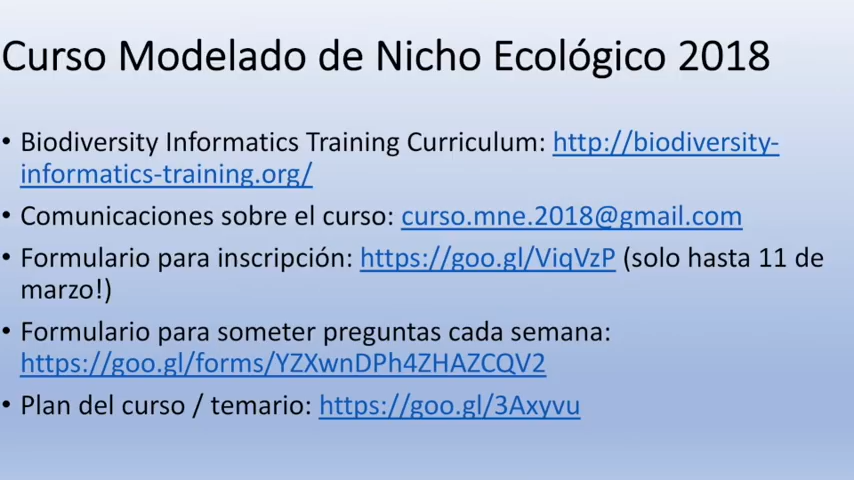 Curso Modelado de Nicho Ecológico 2018
• Biodiversity Informatics Training Curriculum: http://biodiversity-
informatics-training.org/
• Comunicaciones sobre el curso: curso.mne.2018@gmail.com
• Formulario para inscripción: https://goo.gl/ViqVzP (solo hasta 11 de
marzo!)
• Formulario para someter preguntas cada semana:
https://goo.gl/forms/YZXwnDPh4ZHAZCQV2
• Plan del curso / temario: https://goo.gl/3Axyvu